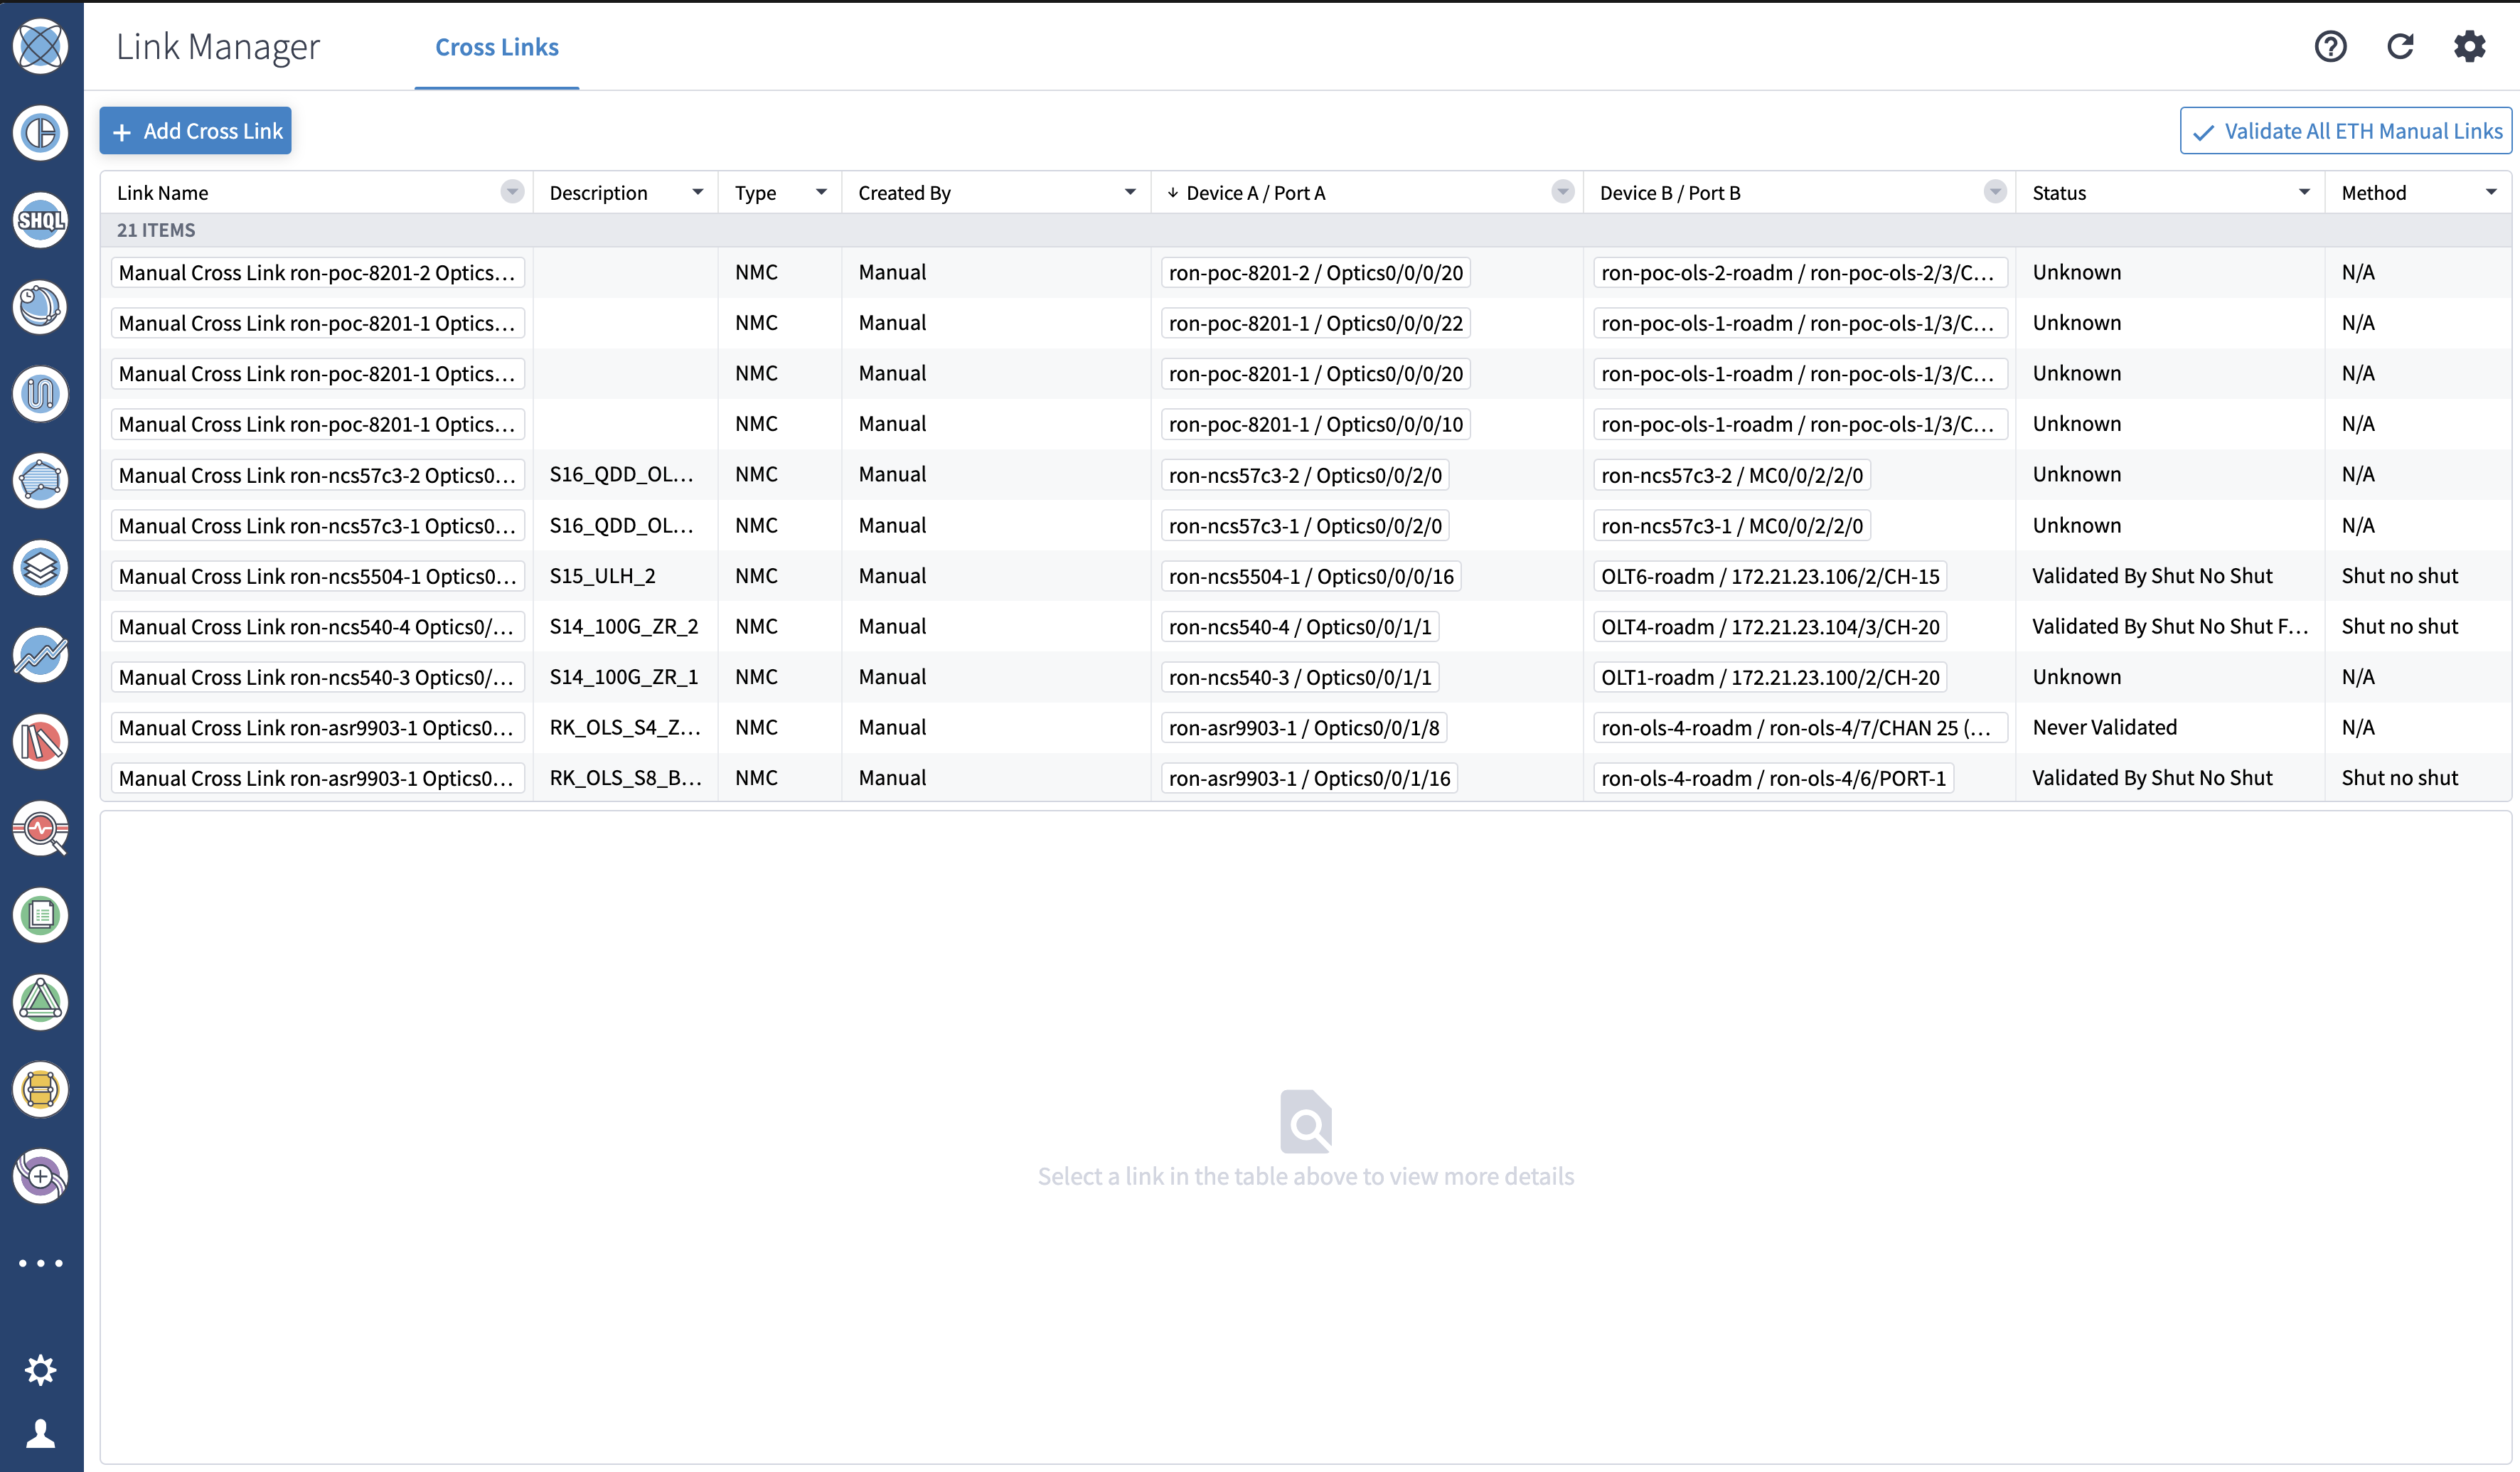 Link Manager Cross Links
+ Add Cross Link Validate All ETH Manual Links
SHQL
Link Name Description Type Created By Device A / Port A Device B / Port B Status Method
21 ITEMS
Manual Cross Link ron-poc-8201-2 Optics… NMC Manual ron-poc-8201-2 / Optics0/0/0/20 ron-poc-ols-2-roadm / ron-poc-ols-2/3/C… Unknown N/A
Manual Cross Link ron-poc-8201-1 Optics… NMC Manual ron-poc-8201-1 / Optics0/0/0/22 ron-poc-ols-1-roadm / ron-poc-ols-1/3/C… Unknown N/A
Manual Cross Link ron-poc-8201-1 Optics… NMC Manual ron-poc-8201-1 / Optics0/0/0/20 ron-poc-ols-1-roadm / ron-poc-ols-1/3/C… Unknown N/A
Manual Cross Link ron-poc-8201-1 Optics… NMC Manual ron-poc-8201-1 / Optics0/0/0/10 ron-poc-ols-1-roadm / ron-poc-ols-1/3/C… Unknown N/A
Manual Cross Link ron-ncs57c3-2 Optics0… S16_QDD_OL… NMC Manual ron-ncs57c3-2 / Optics0/0/2/0 ron-ncs57c3-2 / MC0/0/2/2/0 Unknown N/A
Manual Cross Link ron-ncs57c3-1 Optics0… S16_QDD_OL… NMC Manual ron-ncs57c3-1 / Optics0/0/2/0 ron-ncs57c3-1 / MC0/0/2/2/0 Unknown N/A
Manual Cross Link ron-ncs5504-1 Optics0… S15_ULH_2 NMC Manual ron-ncs5504-1 / Optics0/0/0/16 OLT6-roadm / 172.21.23.106/2/CH-15 Validated By Shut No Shut Shut no shut
Manual Cross Link ron-ncs540-4 Optics0/… S14_100G_ZR_2 NMC Manual ron-ncs540-4 / Optics0/0/1/1 OLT4-roadm / 172.21.23.104/3/CH-20 Validated By Shut No Shut F… Shut no shut
Manual Cross Link ron-ncs540-3 Optics0/… S14_100G_ZR_1 NMC Manual ron-ncs540-3 / Optics0/0/1/1 OLT1-roadm / 172.21.23.100/2/CH-20 Unknown N/A
Manual Cross Link ron-asr9903-1 Optics0… RK_OLS_S4_Z… NMC Manual ron-asr9903-1 / Optics0/0/1/8 ron-ols-4-roadm / ron-ols-4/7/CHAN 25 (… Never Validated N/A
Manual Cross Link ron-asr9903-1 Optics0… RK_OLS_S8_B… NMC Manual ron-asr9903-1 / Optics0/0/1/16 ron-ols-4-roadm / ron-ols-4/6/PORT-1 Validated By Shut No Shut Shut no shut
Select a link in the table above to view more details